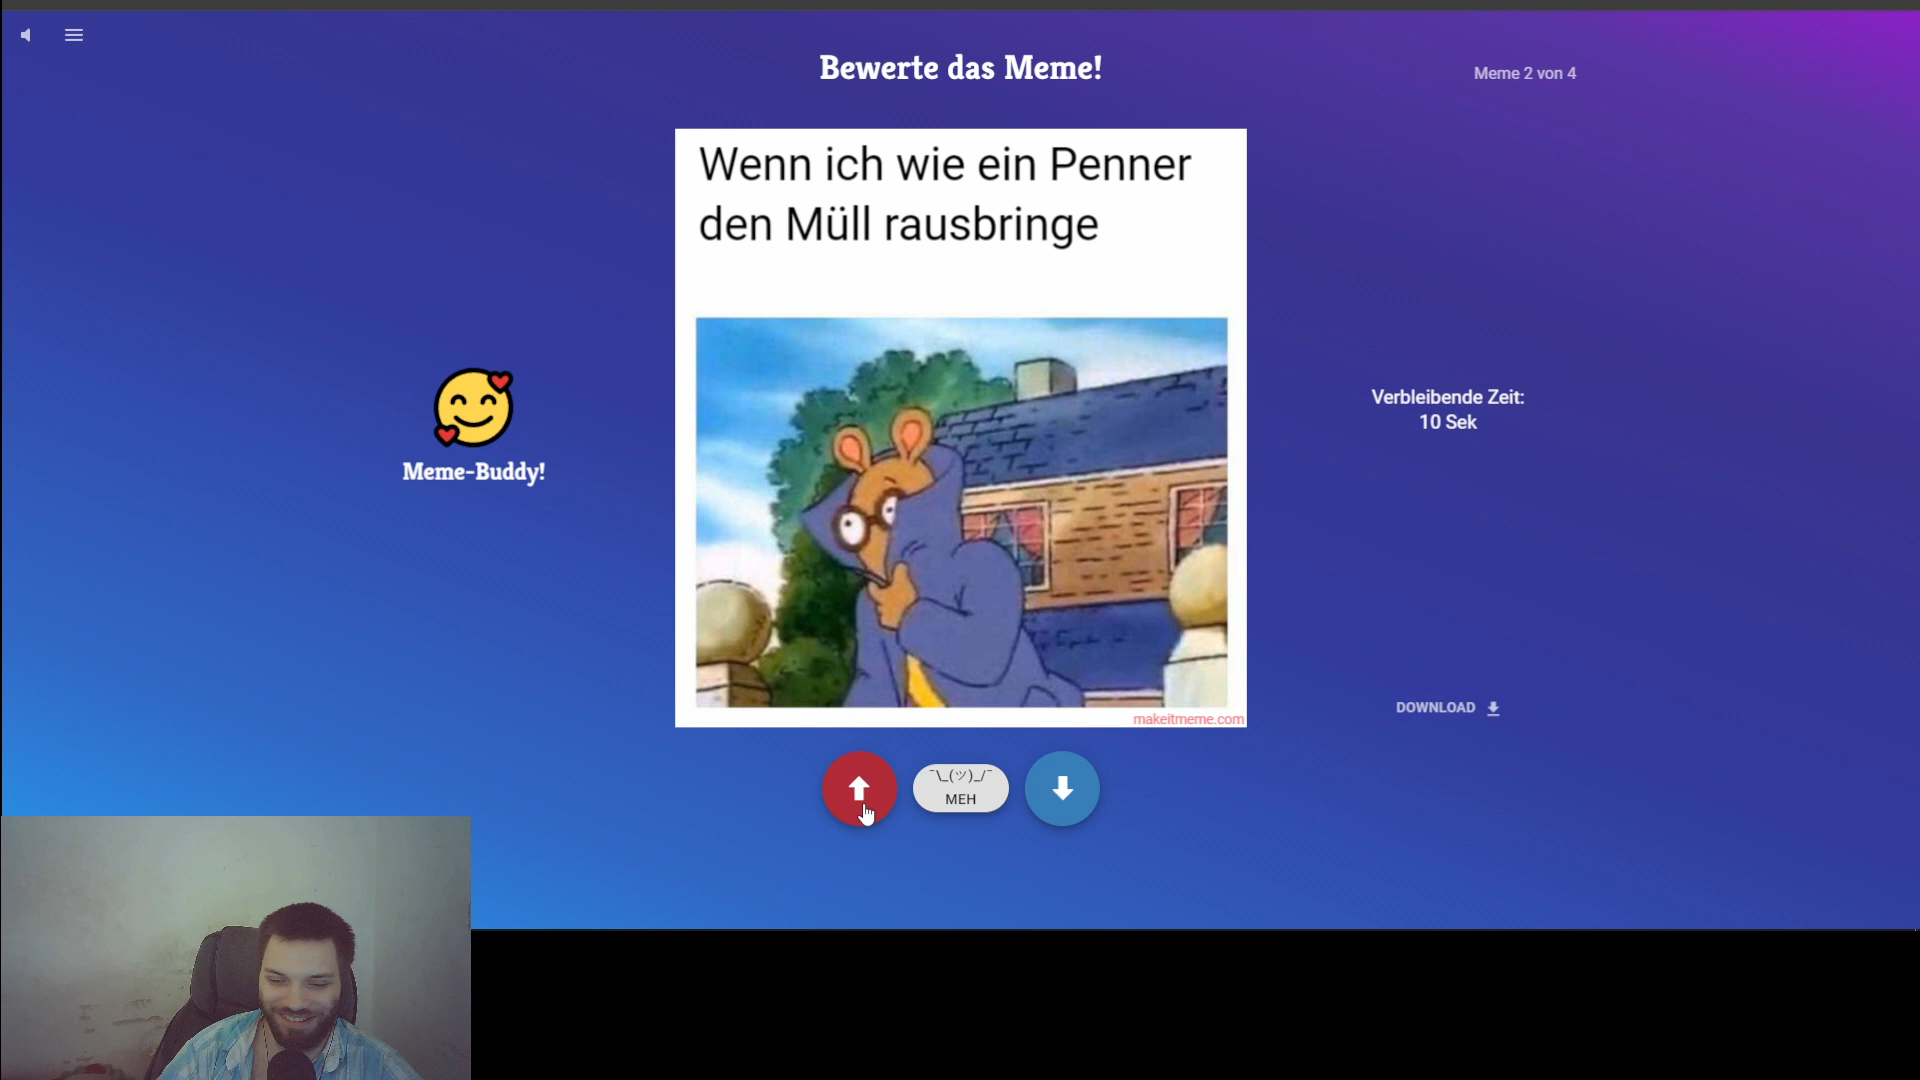 Bewerte das Meme!
Meme 2 von 4
Wenn ich wie ein Penner
den Müll rausbringe
Meme-Buddy!
Verbleibende Zeit:
10 Sek
makeitmeme.com
DOWNLOAD
¯\_(ツ)_/¯
MEH